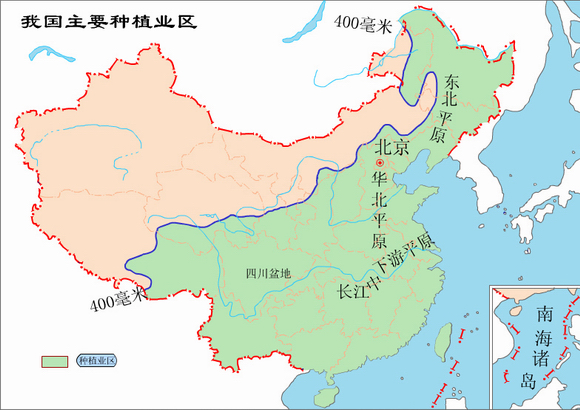 我国主要种植业区
400毫米
东北平原
北京
华北平原
下游平原
四川盆地
长江中
400毫米
南海诸岛
种植业区